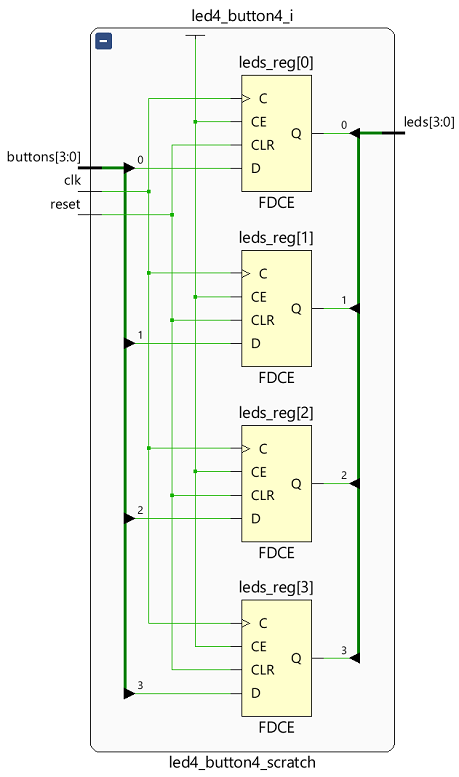 led4_button4_i
leds_reg[0]
C
CE
CLR
D
Q
FDCE
0
leds[3:0]
buttons[3:0]
0
clk
reset
leds_reg[1]
C
CE
CLR
D
Q
FDCE
1
1
leds_reg[2]
C
CE
CLR
D
Q
FDCE
2
2
leds_reg[3]
C
CE
CLR
D
Q
FDCE
3
3
led4_button4_scratch